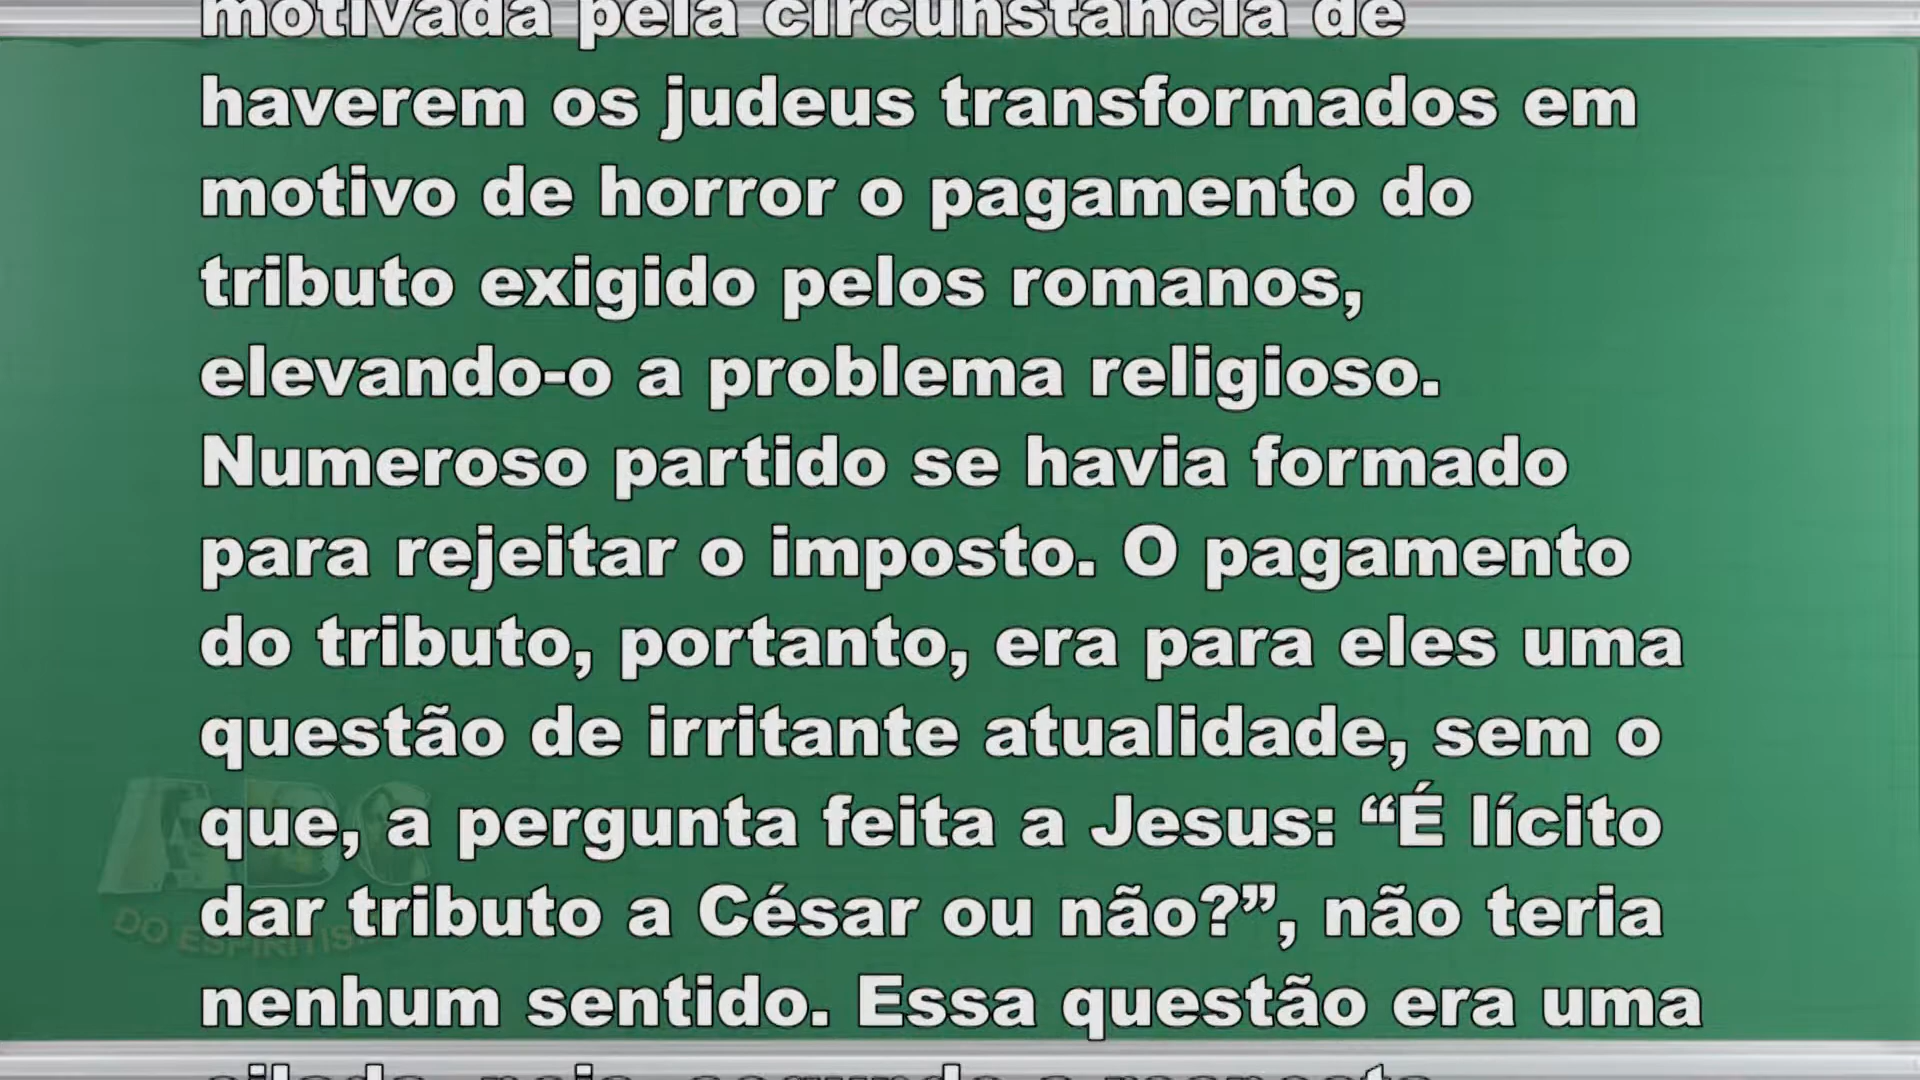 motivada pela circunstância de
haverem os judeus transformados em
motivo de horror o pagamento do
tributo exigido pelos romanos,
elevando-o a problema religioso.
Numeroso partido se havia formado
para rejeitar o imposto. O pagamento
do tributo, portanto, era para eles uma
questão de irritante atualidade, sem o
que, a pergunta feita a Jesus: “É lícito
dar tributo a César ou não?”, não teria
nenhum sentido. Essa questão era uma
ABC
DO